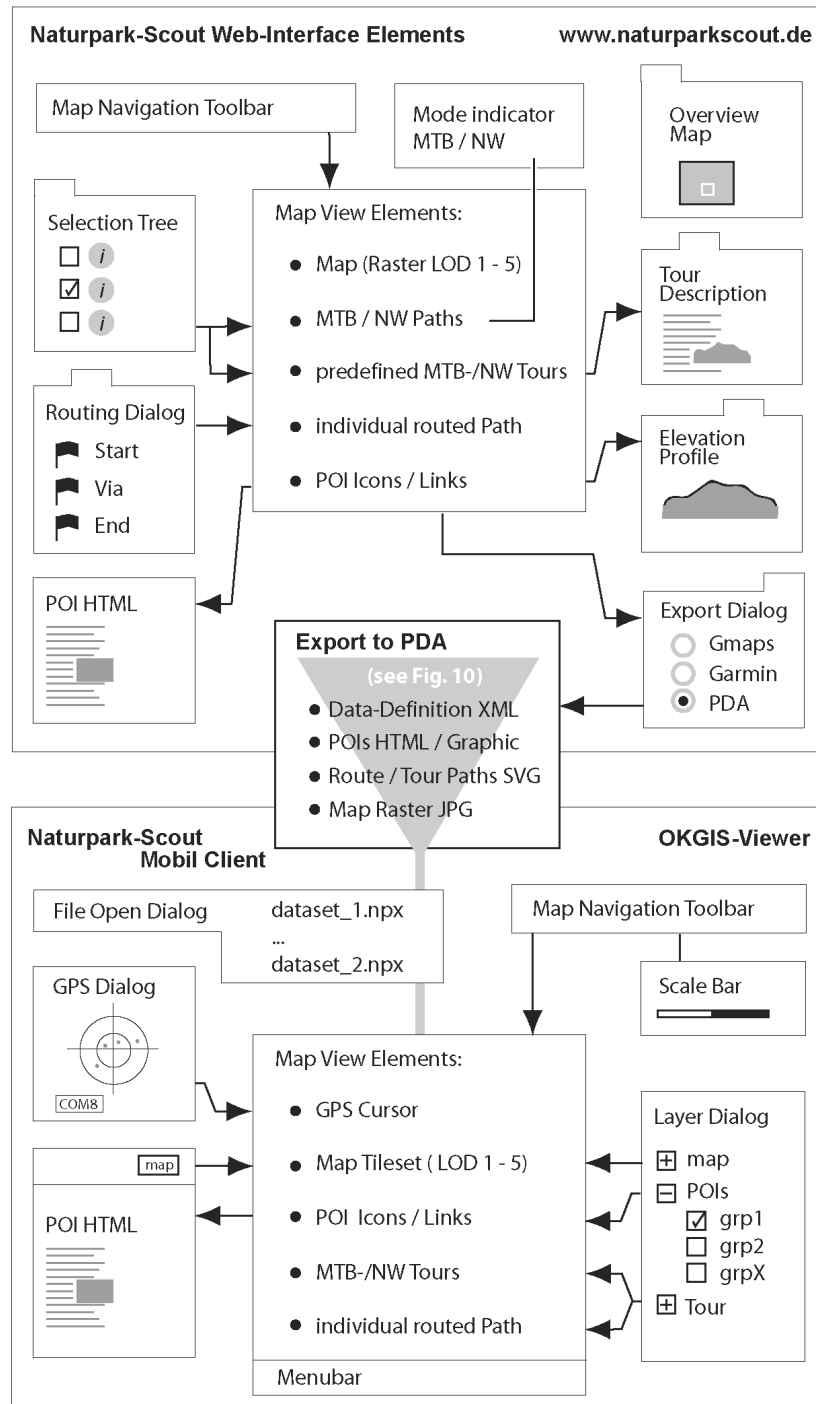 Naturpark-Scout Web-Interface Elements
www.naturparkscout.de
Map Navigation Toolbar
Mode indicator
MTB / NW
Overview
Map
Selection Tree
i
i
i
Map View Elements:
• Map (Raster LOD 1 - 5)
• MTB / NW Paths
• predefined MTB-/NW Tours
• individual routed Path
• POI Icons / Links
Tour
Description
Routing Dialog
Start
Via
End
Elevation
Profile
POI HTML
Export Dialog
Gmaps
Garmin
PDA
Export to PDA
(see Fig. 10)
• Data-Definition XML
• POIs HTML / Graphic
• Route / Tour Paths SVG
• Map Raster JPG
Naturpark-Scout
Mobil Client
OKGIS-Viewer
File Open Dialog
dataset_1.npx
...
dataset_2.npx
Map Navigation Toolbar
Scale Bar
GPS Dialog
COM8
Map View Elements:
• GPS Cursor
• Map Tileset ( LOD 1 - 5)
• POI Icons / Links
• MTB-/NW Tours
• individual routed Path
Menubar
map
POI HTML
Layer Dialog
map
POIs
grp1
grp2
grpX
Tour